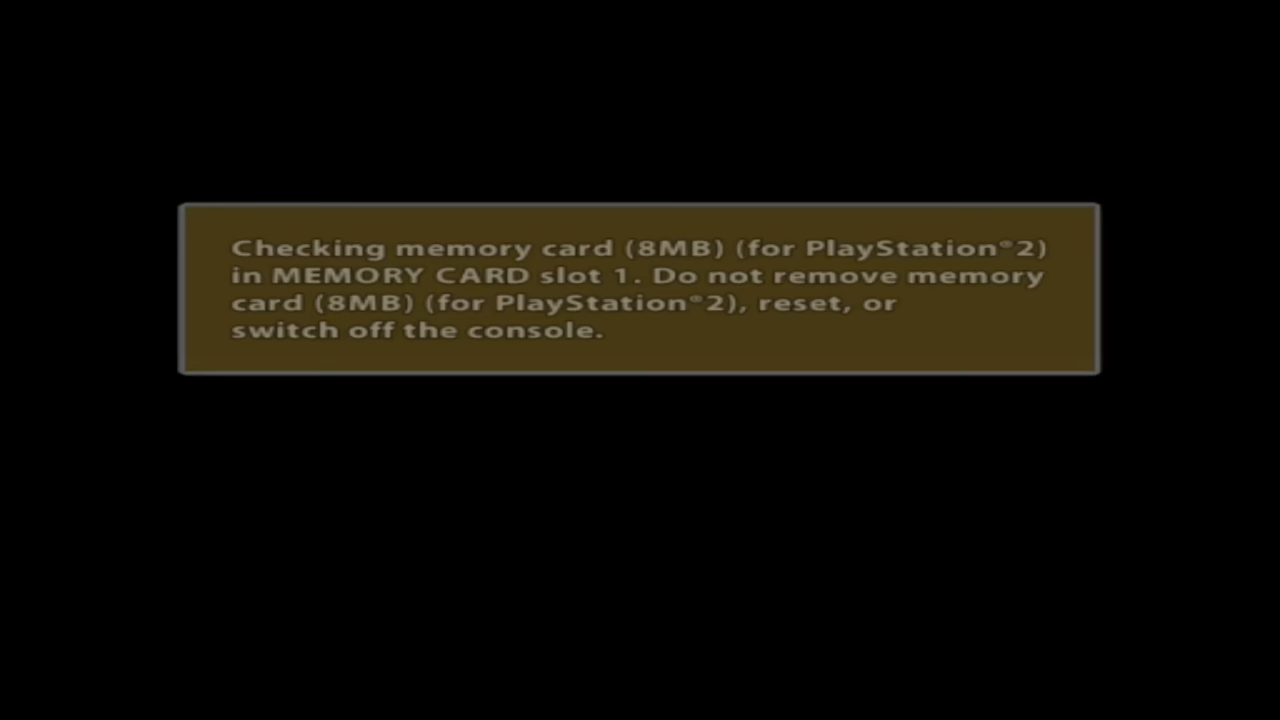 Checking memory card (8MB) (for PlayStation®2)
in MEMORY CARD slot 1. Do not remove memory
card (8MB) (for PlayStation®2), reset, or
switch off the console.